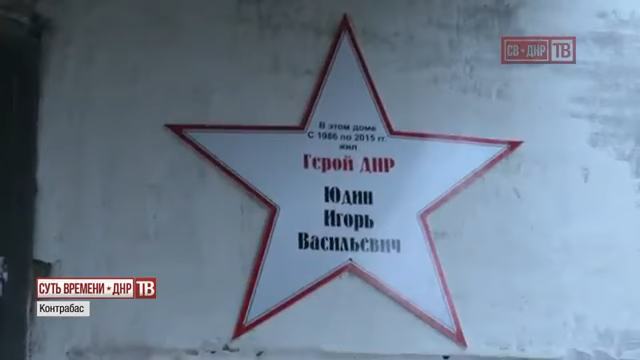 СВ ДНР ТВ
В этом доме
С 1986 по 2015 гг.
жил
Герой ДНР
Юдин
Игорь
Васильевич
СУТЬ ВРЕМЕНИ ДНР ТВ
Контрабас